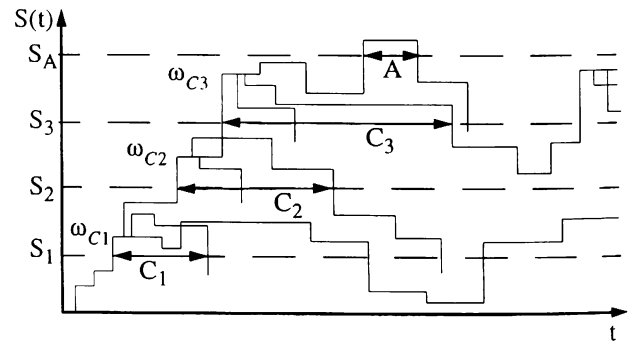 S(t)
S_A
A
ω_C3
S_3
C_3
ω_C2
S_2
C_2
ω_C1
S_1
C_1
t